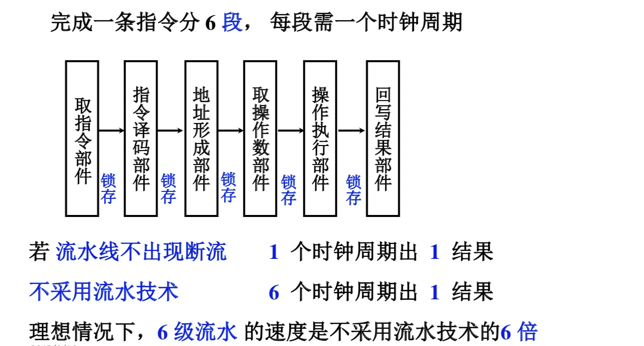 完成一条指令分 6 段， 每段需一个时钟周期
取指令部件
锁存
指令译码部件
锁存
地址形成部件
锁存
取操作数部件
锁存
操作执行部件
锁存
回写结果部件
若 流水线不出现断流 1 个时钟周期出 1 结果
不采用流水技术 6 个时钟周期出 1 结果
理想情况下，6 级流水 的速度是不采用流水技术的6 倍